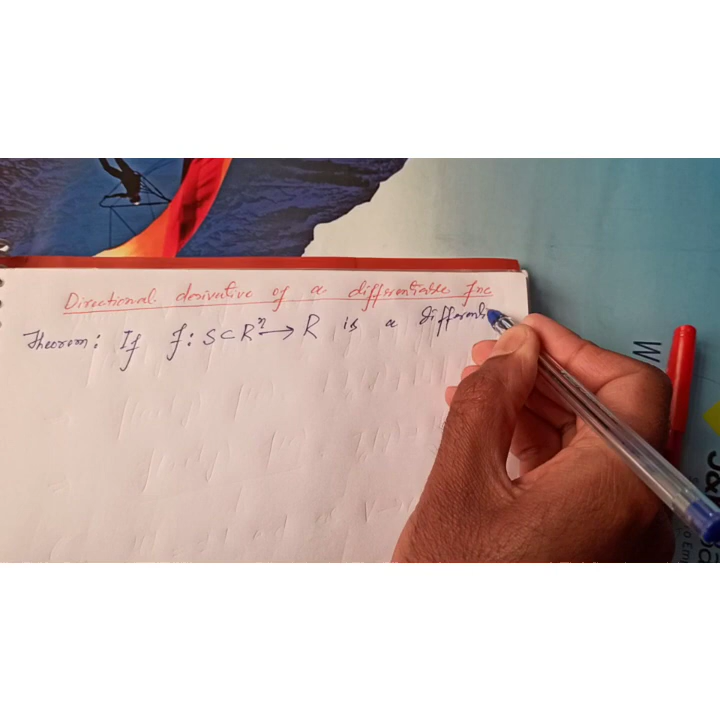 Directional derivative of a differentiable fnc
Theorem: If f: S⊂Rⁿ → R is a differenti
W